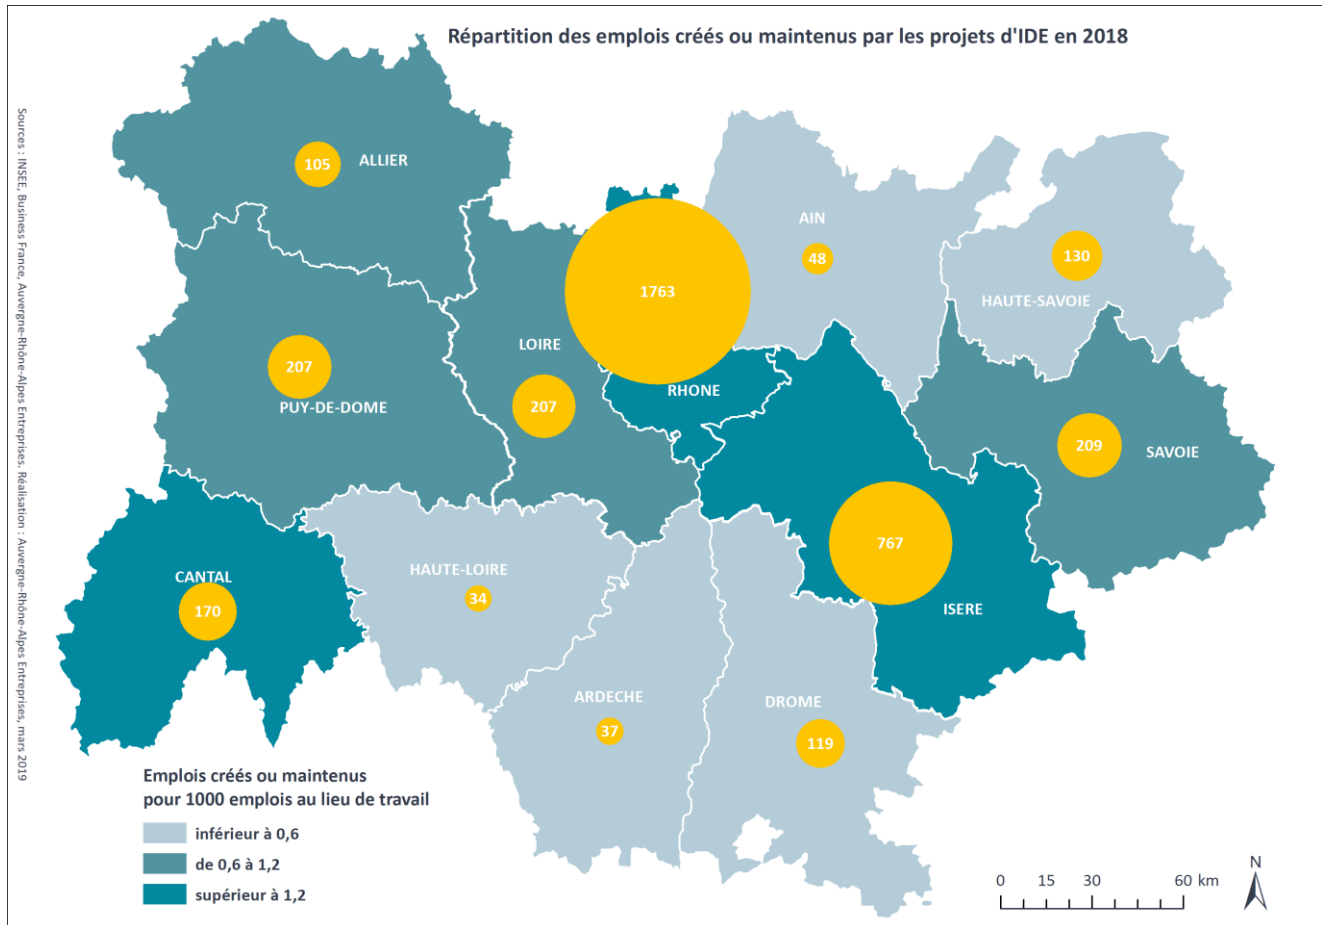 Répartition des emplois créés ou maintenus par les projets d'IDE en 2018
Sources : INSEE, Business France, Auvergne-Rhône-Alpes Entreprises. Réalisation : Auvergne-Rhône-Alpes Entreprises, mars 2019
105
ALLIER
AIN
48
130
HAUTE-SAVOIE
1763
LOIRE
207
PUY-DE-DOME
207
RHONE
209
SAVOIE
767
ISERE
HAUTE-LOIRE
34
CANTAL
170
ARDECHE
37
DROME
119
Emplois créés ou maintenus
pour 1000 emplois au lieu de travail
inférieur à 0,6
de 0,6 à 1,2
supérieur à 1,2
0 15 30 60 km
N